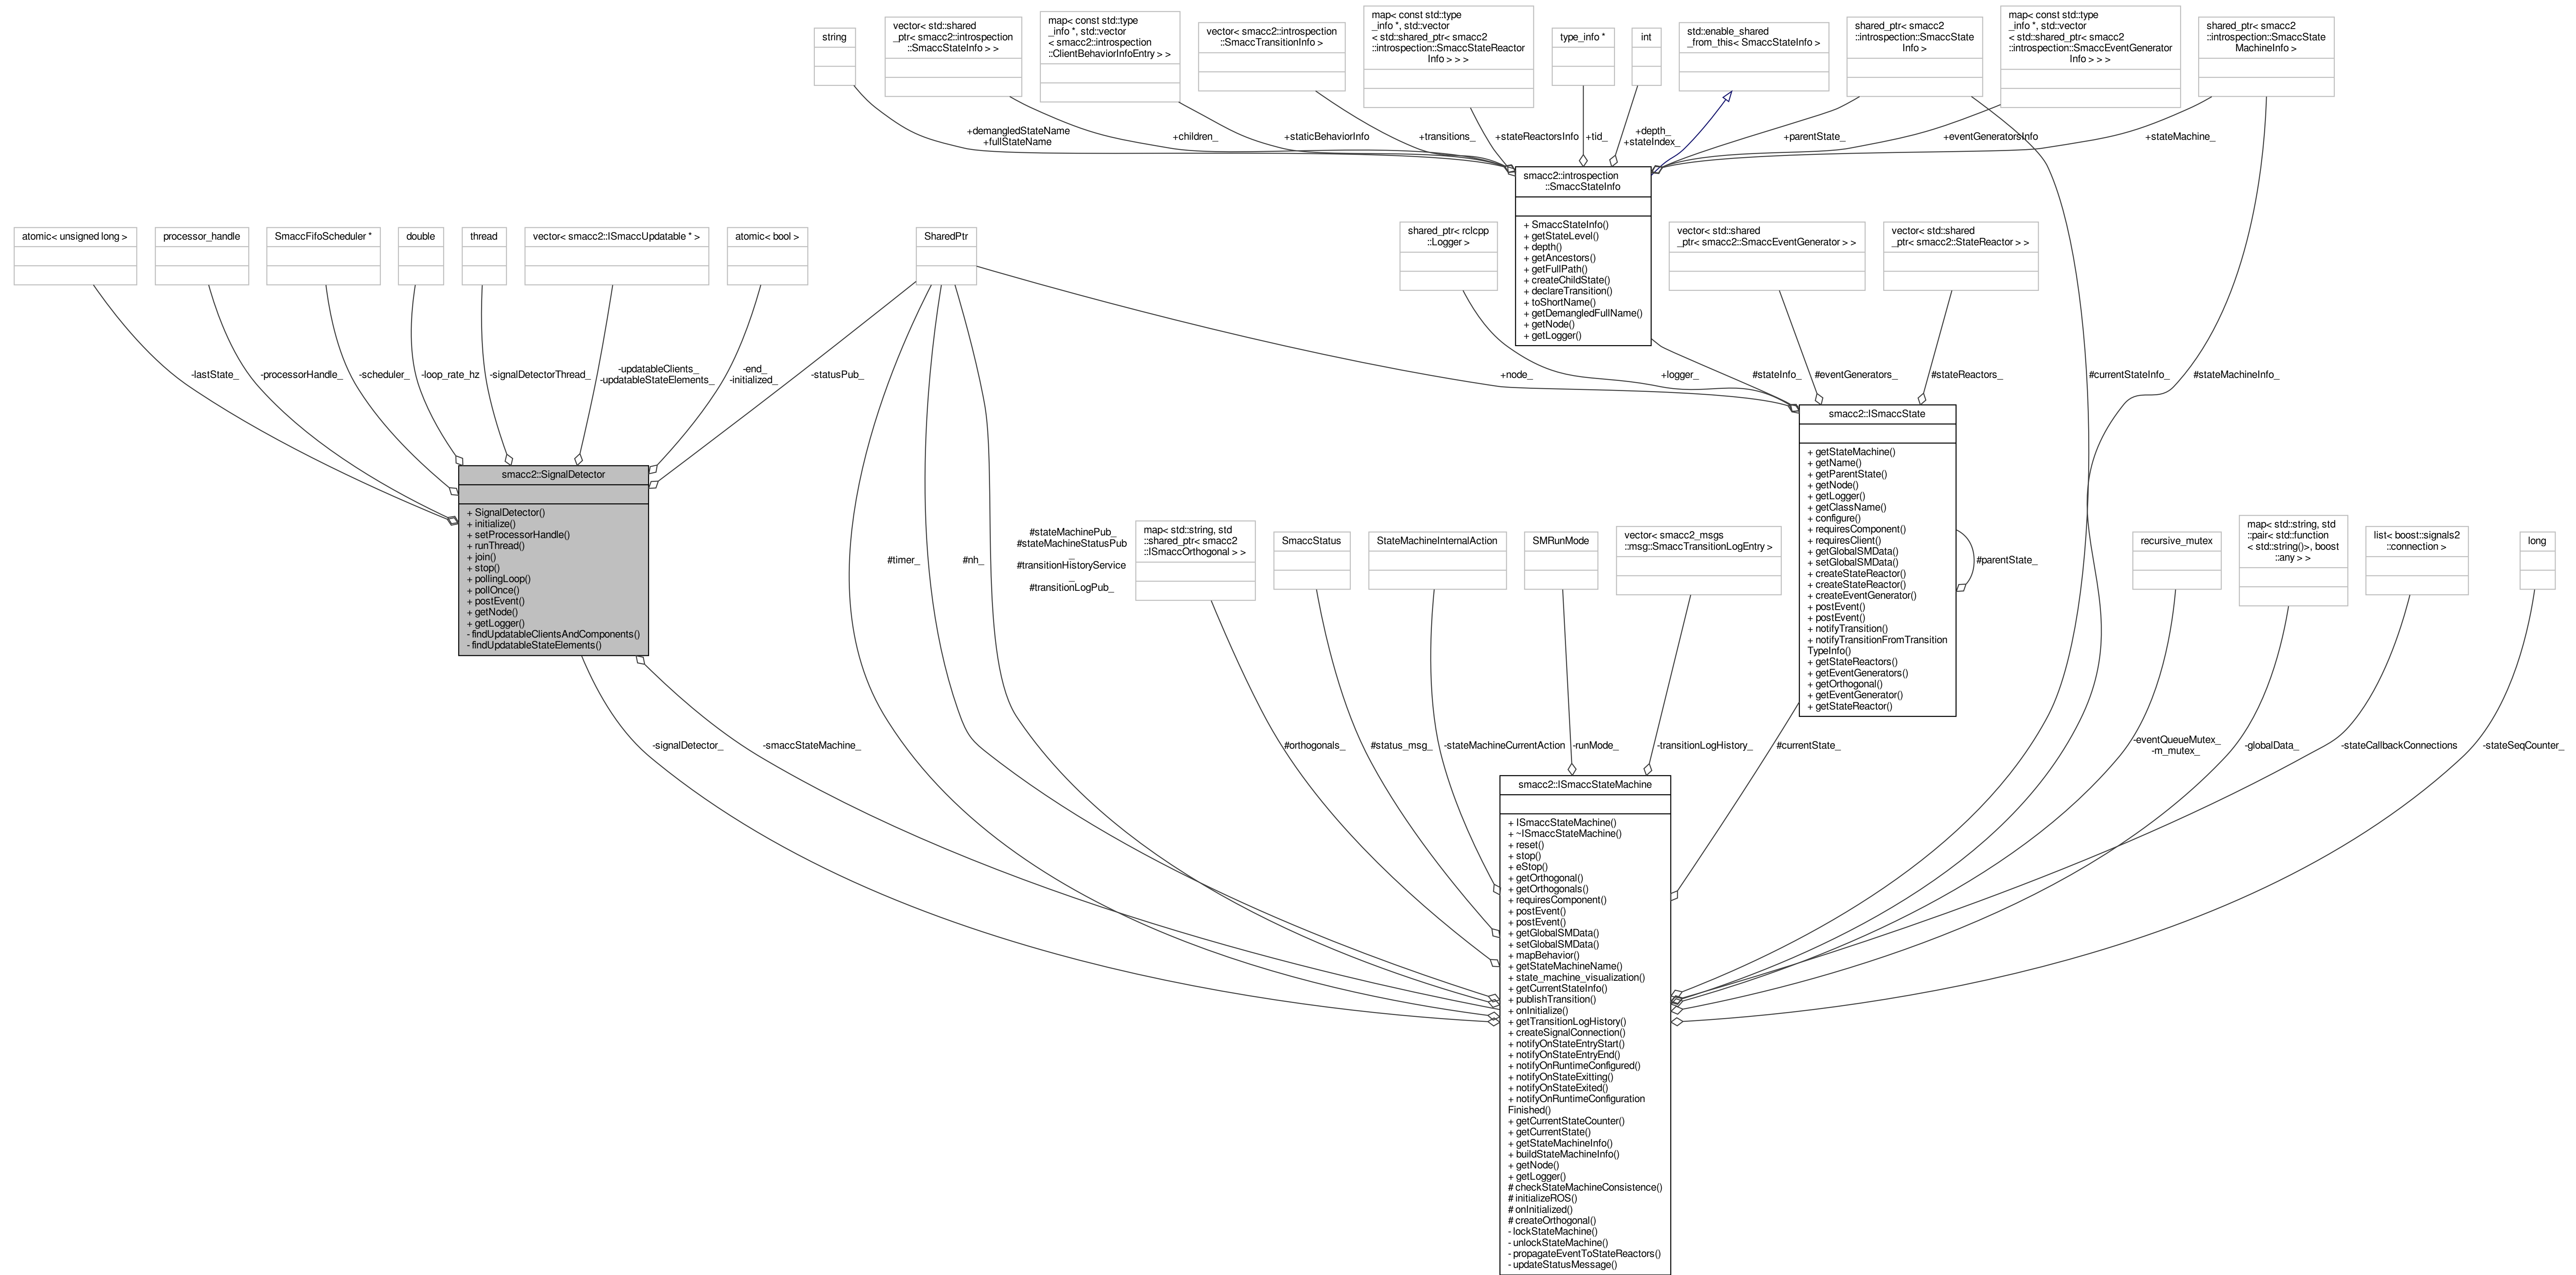 string
vector< std::shared
_ptr< smacc2::introspection
::SmaccStateInfo > >
map< const std::type
_info *, std::vector
< smacc2::introspection
::ClientBehaviorInfoEntry > >
vector< smacc2::introspection
::SmaccTransitionInfo >
map< const std::type
_info *, std::vector
< std::shared_ptr< smacc2
::introspection::SmaccStateReactor
Info > > >
type_info *
int
std::enable_shared
_from_this< SmaccStateInfo >
shared_ptr< smacc2
::introspection::SmaccState
Info >
map< const std::type
_info *, std::vector
< std::shared_ptr< smacc2
::introspection::SmaccEventGenerator
Info > > >
shared_ptr< smacc2
::introspection::SmaccState
MachineInfo >
+demangledStateName
+fullStateName
+children_
+staticBehaviorInfo
+transitions_
+stateReactorsInfo
+tid_
+depth_
+stateIndex_
+parentState_
+eventGeneratorsInfo
+stateMachine_
smacc2::introspection
::SmaccStateInfo
+ SmaccStateInfo()
+ getStateLevel()
+ depth()
+ getAncestors()
+ getFullPath()
+ createChildState()
+ declareTransition()
+ toShortName()
+ getDemangledFullName()
+ getNode()
+ getLogger()
atomic< unsigned long >
processor_handle
SmaccFifoScheduler *
double
thread
vector< smacc2::ISmaccUpdatable * >
atomic< bool >
SharedPtr
shared_ptr< rclcpp
::Logger >
vector< std::shared
_ptr< smacc2::SmaccEventGenerator > >
vector< std::shared
_ptr< smacc2::StateReactor > >
-lastState_
-processorHandle_
-scheduler_
-loop_rate_hz
-signalDetectorThread_
-updatableClients_
-updatableStateElements_
-end_
-initialized_
-statusPub_
+node_
+logger_
#stateInfo_
#eventGenerators_
#stateReactors_
#currentStateInfo_
#stateMachineInfo_
smacc2::SignalDetector
+ SignalDetector()
+ initialize()
+ setProcessorHandle()
+ runThread()
+ join()
+ stop()
+ pollingLoop()
+ pollOnce()
+ postEvent()
+ getNode()
+ getLogger()
- findUpdatableClientsAndComponents()
- findUpdatableStateElements()
smacc2::ISmaccState
+ getStateMachine()
+ getName()
+ getParentState()
+ getNode()
+ getLogger()
+ getClassName()
+ configure()
+ requiresComponent()
+ requiresClient()
+ getGlobalSMData()
+ setGlobalSMData()
+ createStateReactor()
+ createStateReactor()
+ createEventGenerator()
+ postEvent()
+ postEvent()
+ notifyTransition()
+ notifyTransitionFromTransition
TypeInfo()
+ getStateReactors()
+ getEventGenerators()
+ getOrthogonal()
+ getEventGenerator()
+ getStateReactor()
#parentState_
#timer_
#nh_
#stateMachinePub_
#stateMachineStatusPub
_
#transitionHistoryService
_
#transitionLogPub_
map< std::string, std
::shared_ptr< smacc2
::ISmaccOrthogonal > >
SmaccStatus
StateMachineInternalAction
SMRunMode
vector< smacc2_msgs
::msg::SmaccTransitionLogEntry >
recursive_mutex
map< std::string, std
::pair< std::function
< std::string()>, boost
::any > >
list< boost::signals2
::connection >
long
-signalDetector_
-smaccStateMachine_
#orthogonals_
#status_msg_
-stateMachineCurrentAction
-runMode_
-transitionLogHistory_
#currentState_
-eventQueueMutex_
-m_mutex_
-globalData_
-stateCallbackConnections
-stateSeqCounter_
smacc2::ISmaccStateMachine
+ ISmaccStateMachine()
+ ~ISmaccStateMachine()
+ reset()
+ stop()
+ eStop()
+ getOrthogonal()
+ getOrthogonals()
+ requiresComponent()
+ postEvent()
+ postEvent()
+ getGlobalSMData()
+ setGlobalSMData()
+ mapBehavior()
+ getStateMachineName()
+ state_machine_visualization()
+ getCurrentStateInfo()
+ publishTransition()
+ onInitialize()
+ getTransitionLogHistory()
+ createSignalConnection()
+ notifyOnStateEntryStart()
+ notifyOnStateEntryEnd()
+ notifyOnRuntimeConfigured()
+ notifyOnStateExitting()
+ notifyOnStateExited()
+ notifyOnRuntimeConfiguration
Finished()
+ getCurrentStateCounter()
+ getCurrentState()
+ getStateMachineInfo()
+ buildStateMachineInfo()
+ getNode()
+ getLogger()
# checkStateMachineConsistence()
# initializeROS()
# onInitialized()
# createOrthogonal()
- lockStateMachine()
- unlockStateMachine()
- propagateEventToStateReactors()
- updateStatusMessage()